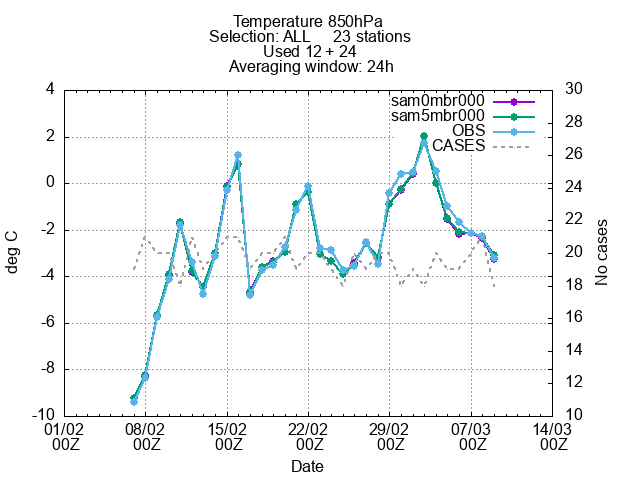 Temperature 850hPa
Selection: ALL 23 stations
Used 12 + 24
Averaging window: 24h
sam0mbr000
sam5mbr000
OBS
CASES
4
2
0
-2
-4
-6
-8
-10
deg C
30
28
26
24
22
20
18
16
14
12
10
No cases
01/02 08/02 15/02 22/02 29/02 07/03 14/03
00Z 00Z 00Z 00Z 00Z 00Z 00Z
Date